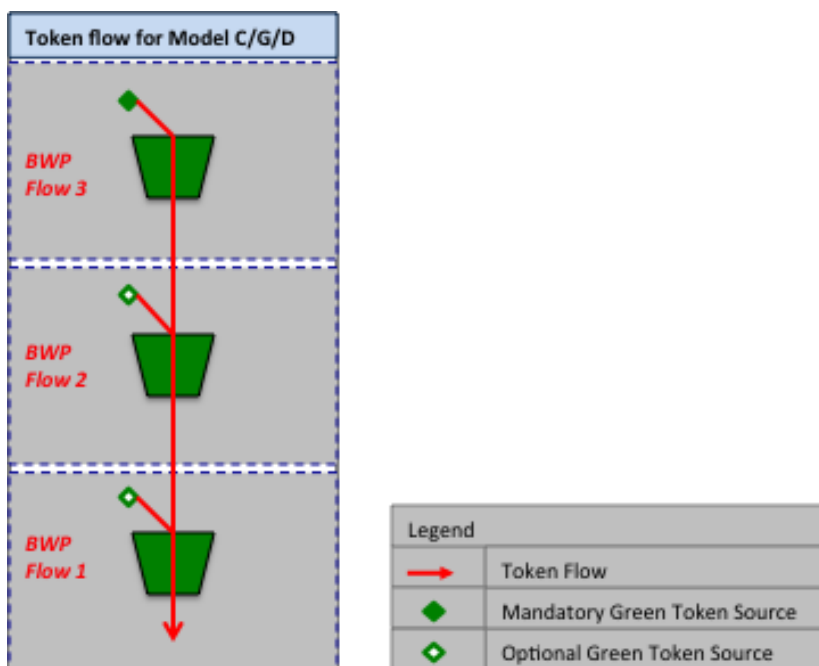 Token flow for Model C/G/D
BWP
Flow 3
BWP
Flow 2
BWP
Flow 1
Legend
Token Flow
Mandatory Green Token Source
Optional Green Token Source